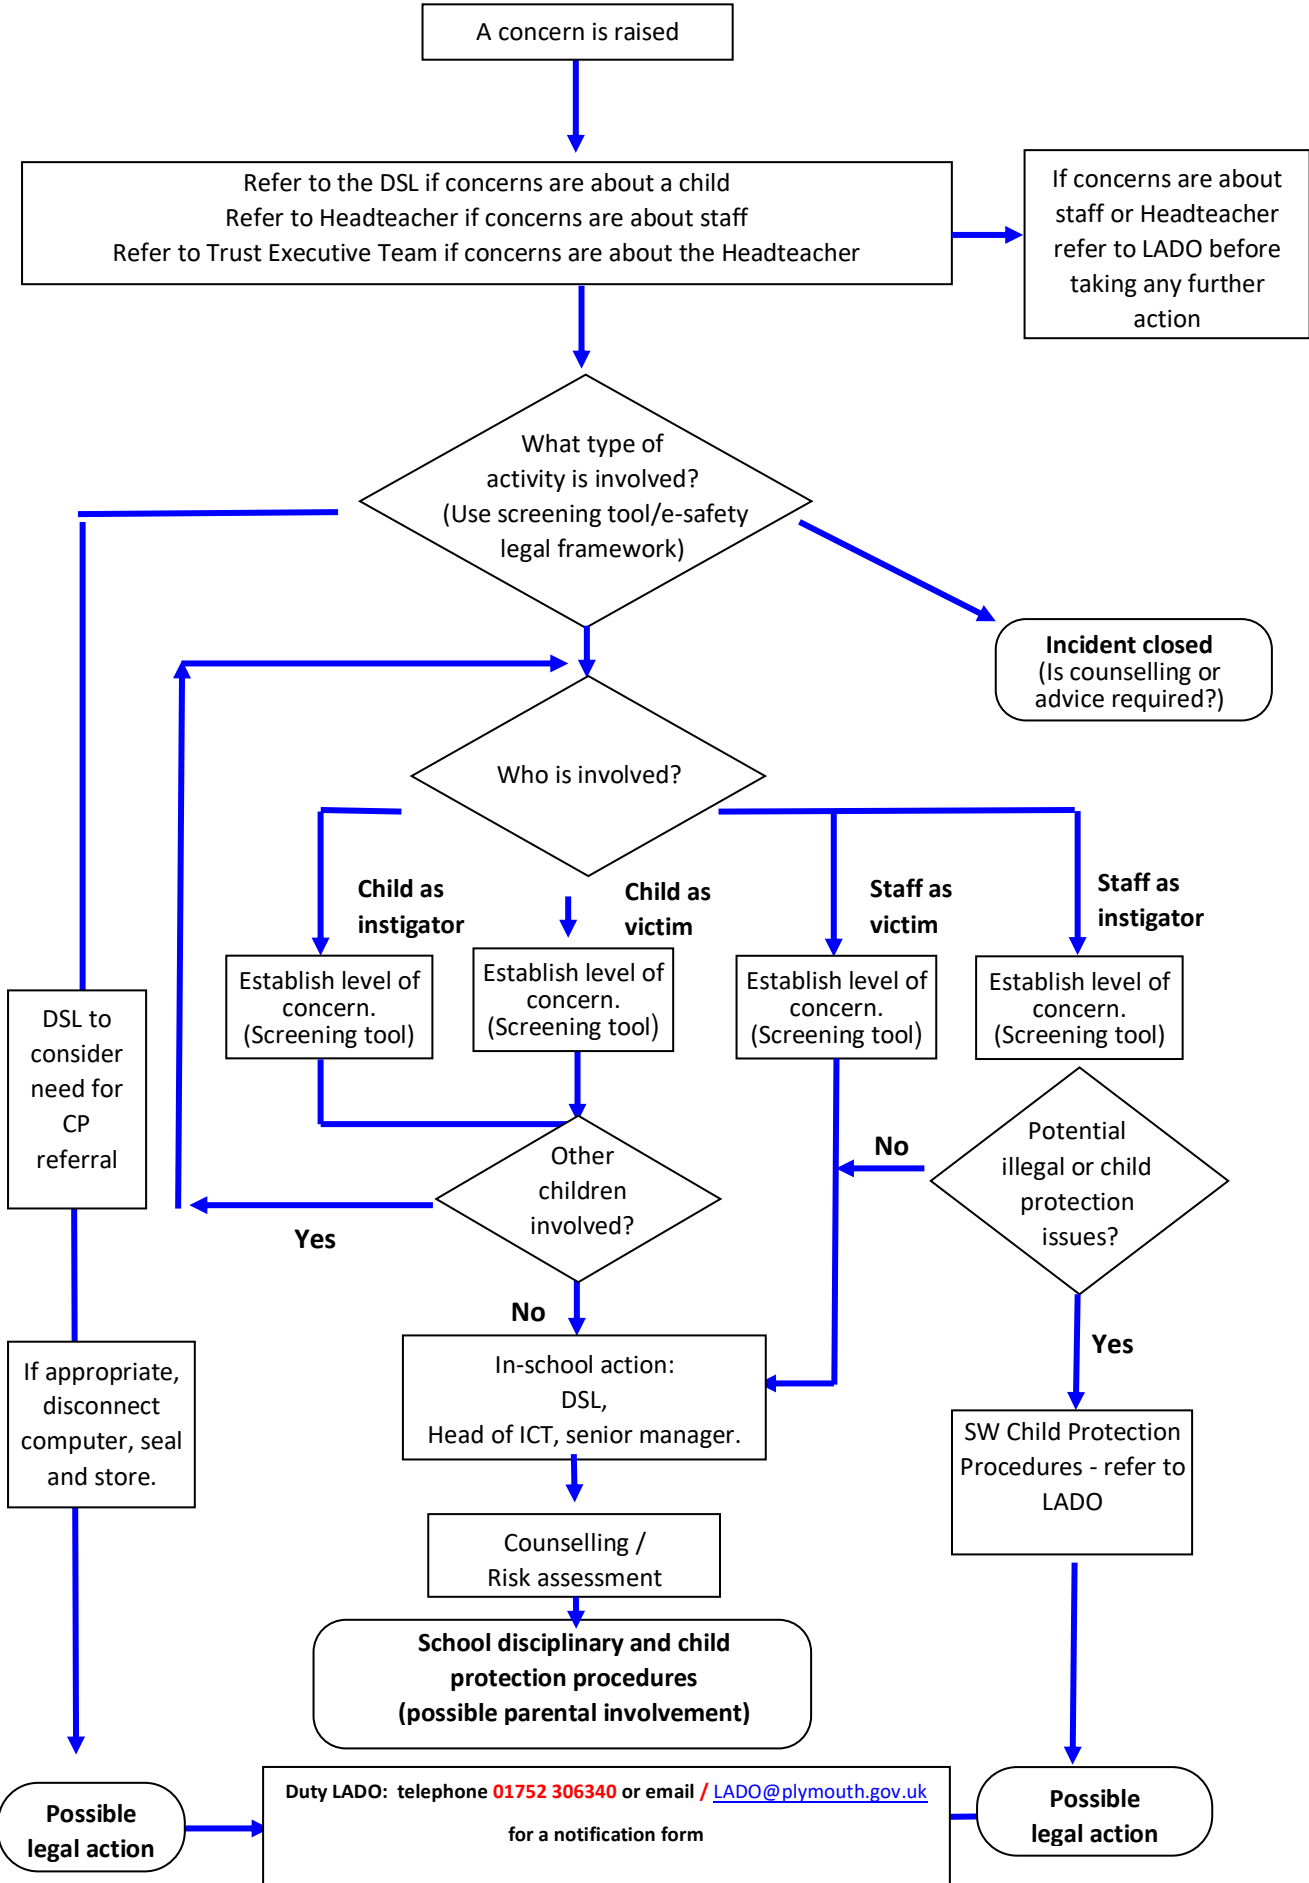 A concern is raised
Refer to the DSL if concerns are about a child
Refer to Headteacher if concerns are about staff
Refer to Trust Executive Team if concerns are about the Headteacher
If concerns are about
staff or Headteacher
refer to LADO before
taking any further
action
What type of
activity is involved?
(Use screening tool/e-safety
legal framework)
Incident closed
(Is counselling or
advice required?)
Who is involved?
Child as
instigator
Child as
victim
Staff as
victim
Staff as
instigator
Establish level of
concern.
(Screening tool)
Establish level of
concern.
(Screening tool)
Establish level of
concern.
(Screening tool)
Establish level of
concern.
(Screening tool)
DSL to
consider
need for
CP
referral
Other
children
involved?
Yes
No
Potential
illegal or child
protection
issues?
No
Yes
If appropriate,
disconnect
computer, seal
and store.
In-school action:
DSL,
Head of ICT, senior manager.
SW Child Protection
Procedures - refer to
LADO
Counselling /
Risk assessment
School disciplinary and child
protection procedures
(possible parental involvement)
Possible
legal action
Duty LADO: telephone 01752 306340 or email / LADO@plymouth.gov.uk
for a notification form
Possible
legal action